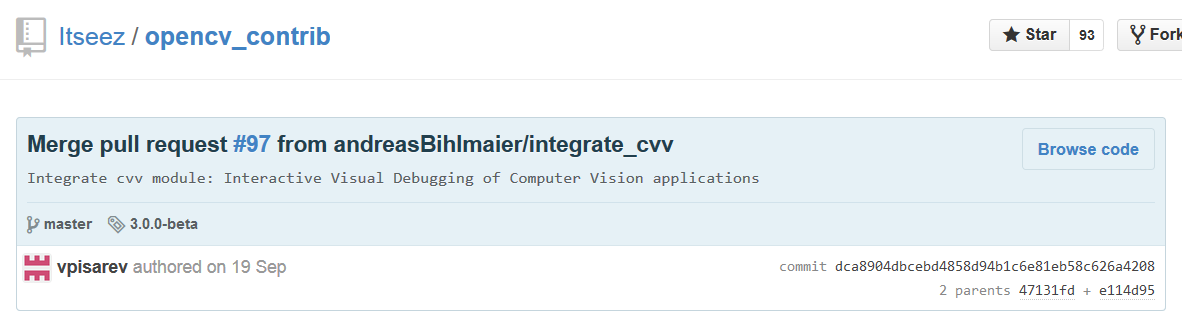 Itseez / opencv_contrib
Star 93 Fork
Merge pull request #97 from andreasBihlmaier/integrate_cvv
Browse code
Integrate cvv module: Interactive Visual Debugging of Computer Vision applications
master 3.0.0-beta
vpisarev authored on 19 Sep
commit dca8904dbcebd4858d94b1c6e81eb58c626a4208
2 parents 47131fd + e114d95